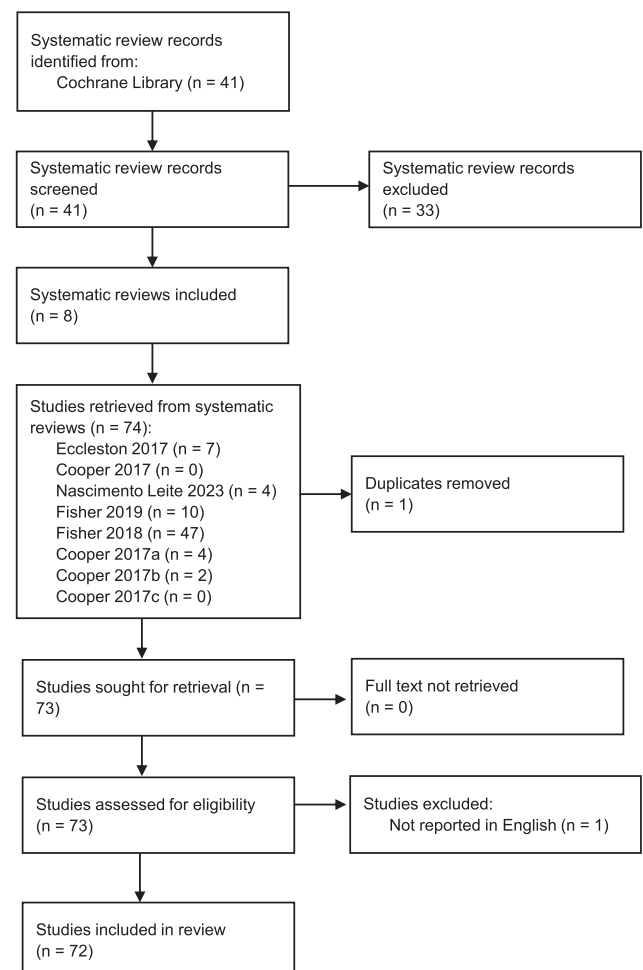 Systematic review records
identified from:
Cochrane Library (n = 41)
Systematic review records
screened
(n = 41)
Systematic review records
excluded
(n = 33)
Systematic reviews included
(n = 8)
Studies retrieved from systematic
reviews (n = 74):
Eccleston 2017 (n = 7)
Cooper 2017 (n = 0)
Nascimento Leite 2023 (n = 4)
Fisher 2019 (n = 10)
Fisher 2018 (n = 47)
Cooper 2017a (n = 4)
Cooper 2017b (n = 2)
Cooper 2017c (n = 0)
Duplicates removed
(n = 1)
Studies sought for retrieval (n =
73)
Full text not retrieved
(n = 0)
Studies assessed for eligibility
(n = 73)
Studies excluded:
Not reported in English (n = 1)
Studies included in review
(n = 72)